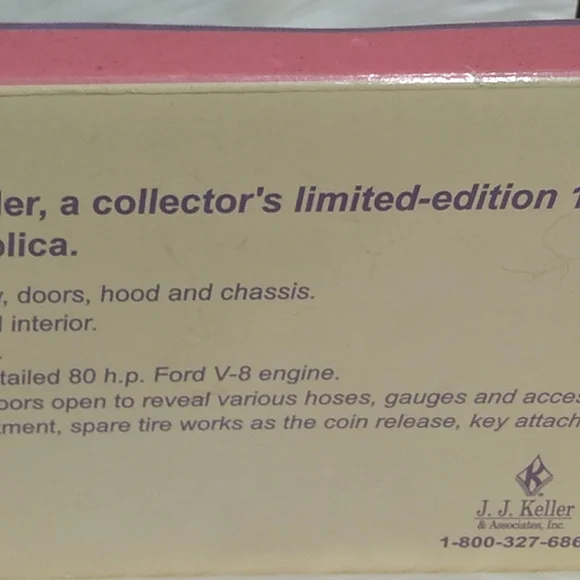 ler, a collector's limited-edition 1
plica.
, doors, hood and chassis.
interior.
tailed 80 h.p. Ford V-8 engine.
oors open to reveal various hoses, gauges and acces
tment, spare tire works as the coin release, key attach
K
J. J. Keller
& Associates, Inc.
1-800-327-686